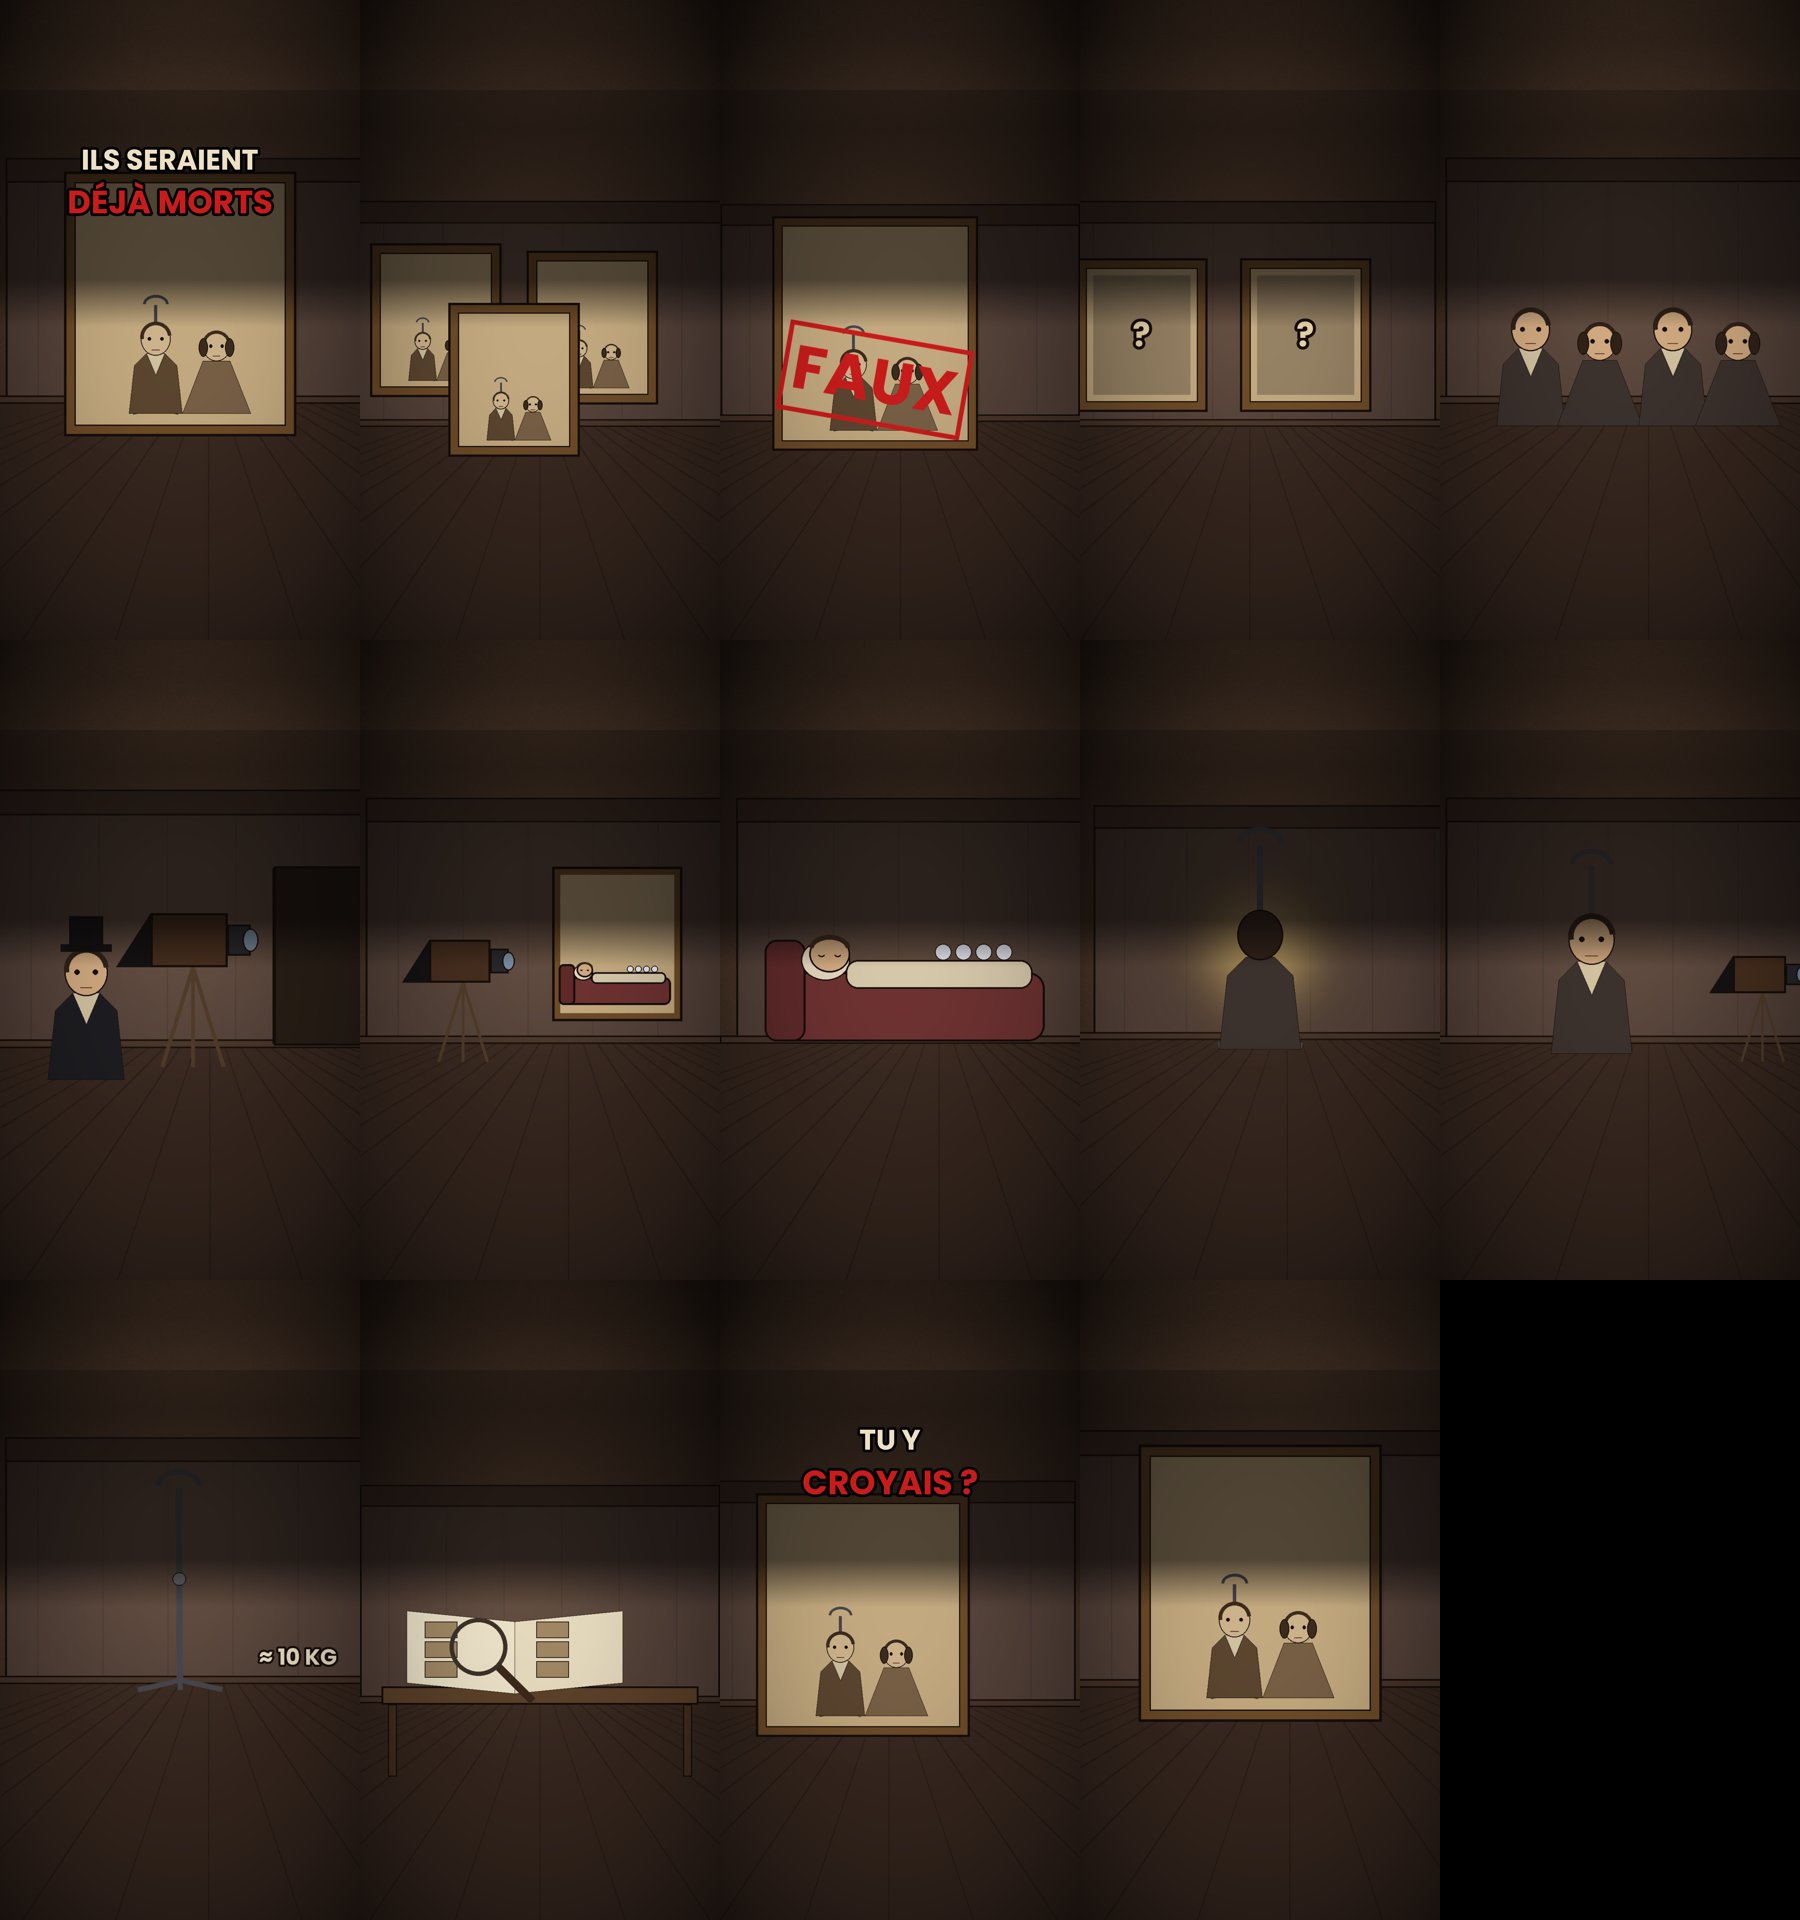 ILS SERAIENT
DÉJÀ MORTS
FAUX
?
?
≈ 10 KG
TU Y
CROYAIS ?